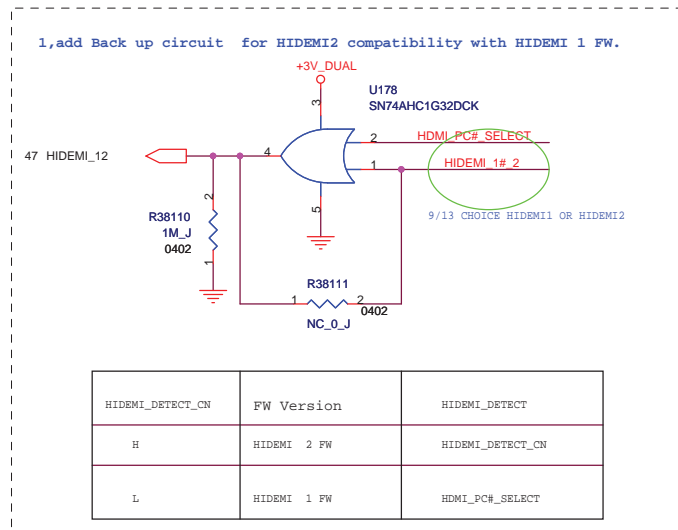 1,add Back up circuit for HIDEMI2 compatibility with HIDEMI 1 FW.
+3V_DUAL
U178
SN74AHC1G32DCK
3
2
HDMI_PC#_SELECT
47 HIDEMI_12
4
1
HIDEMI_1#_2
5
2
R38110
1M_J
0402
1
9/13 CHOICE HIDEMI1 OR HIDEMI2
R38111
1
2
0402
NC_0_J
HIDEMI_DETECT_CN FW Version HIDEMI_DETECT
H HIDEMI 2 FW HIDEMI_DETECT_CN
L HIDEMI 1 FW HDMI_PC#_SELECT